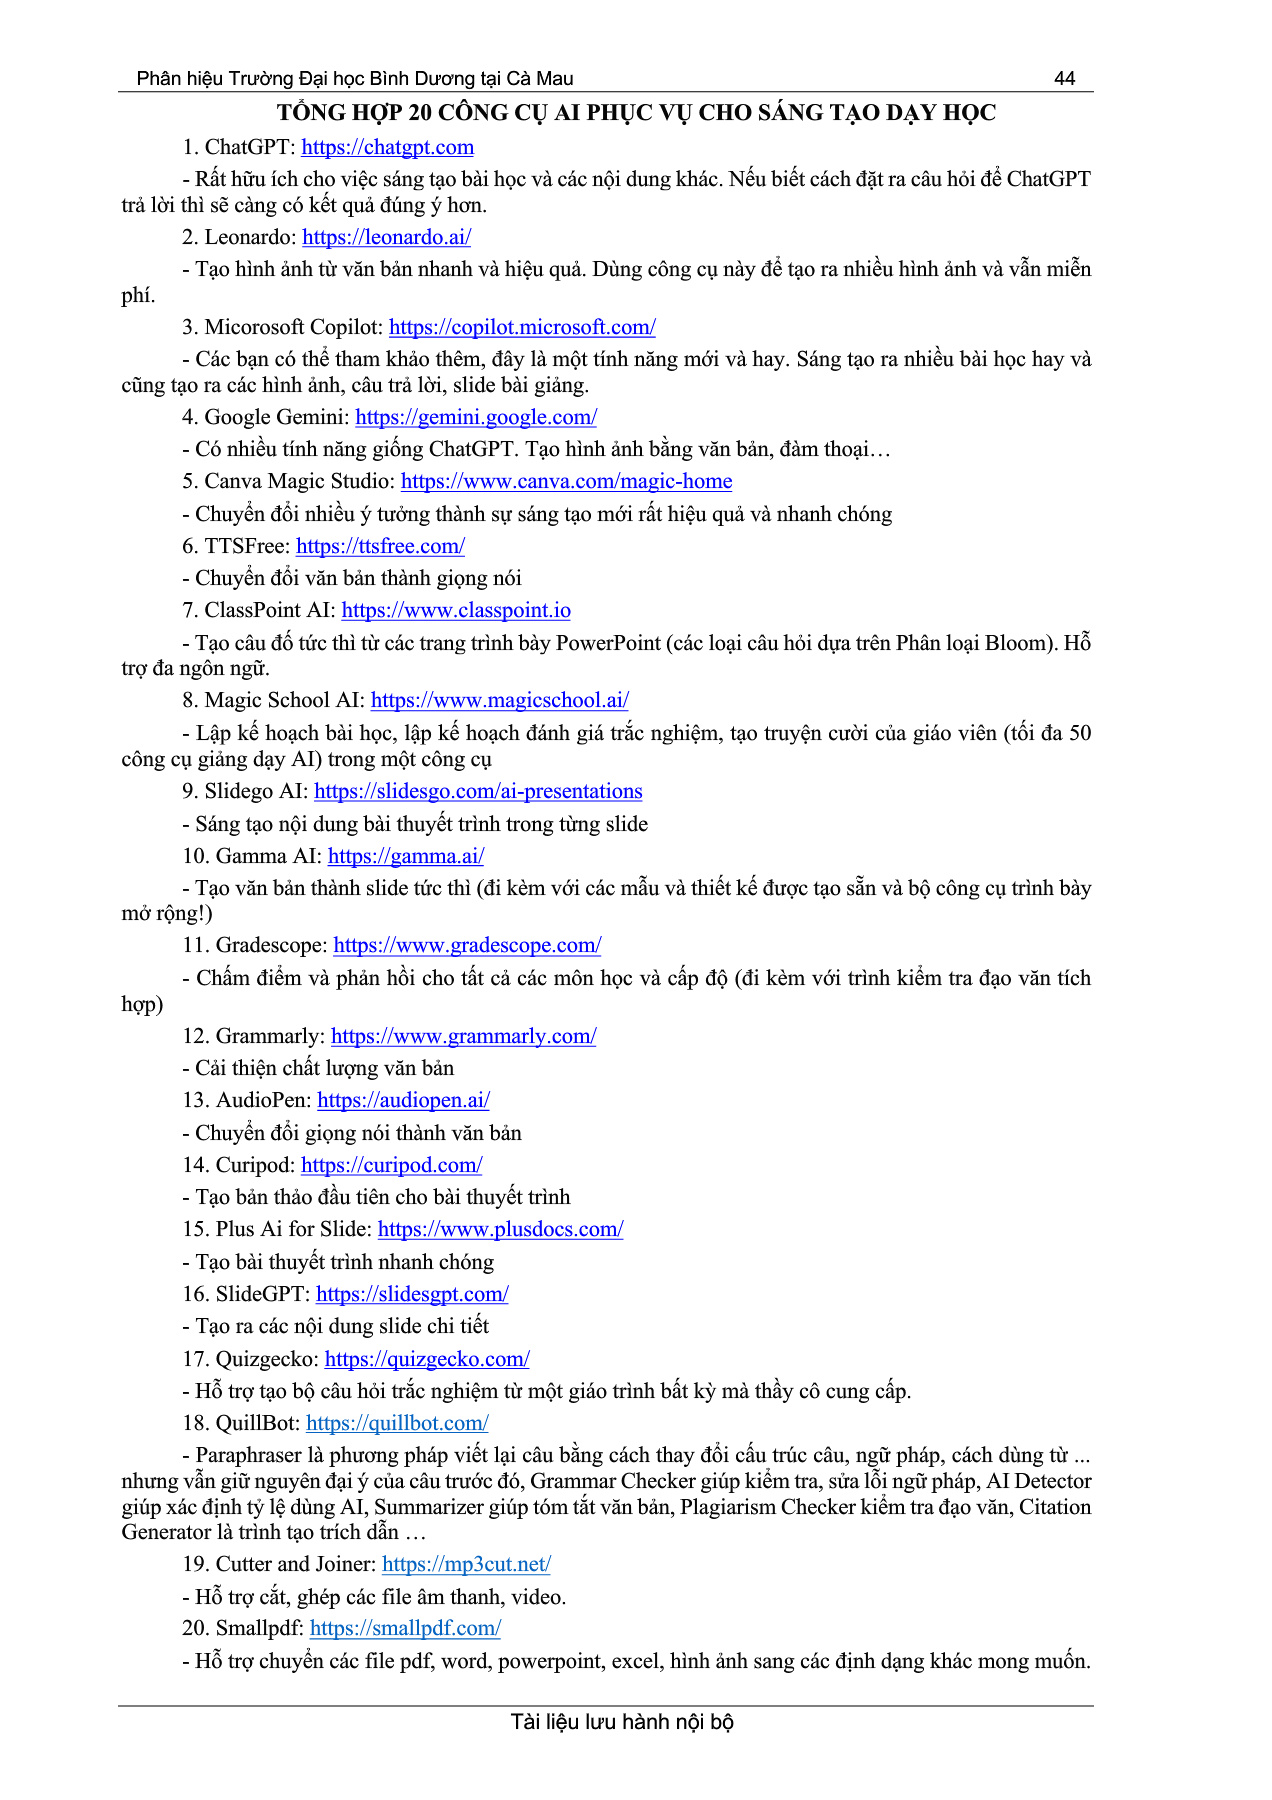 Phân hiệu Trường Đại học Bình Dương tại Cà Mau 44
TỔNG HỢP 20 CÔNG CỤ AI PHỤC VỤ CHO SÁNG TẠO DẠY HỌC
1. ChatGPT: https://chatgpt.com
- Rất hữu ích cho việc sáng tạo bài học và các nội dung khác. Nếu biết cách đặt ra câu hỏi để ChatGPT
trả lời thì sẽ càng có kết quả đúng ý hơn.
2. Leonardo: https://leonardo.ai/
- Tạo hình ảnh từ văn bản nhanh và hiệu quả. Dùng công cụ này để tạo ra nhiều hình ảnh và vẫn miễn
phí.
3. Micorosoft Copilot: https://copilot.microsoft.com/
- Các bạn có thể tham khảo thêm, đây là một tính năng mới và hay. Sáng tạo ra nhiều bài học hay và
cũng tạo ra các hình ảnh, câu trả lời, slide bài giảng.
4. Google Gemini: https://gemini.google.com/
- Có nhiều tính năng giống ChatGPT. Tạo hình ảnh bằng văn bản, đàm thoại…
5. Canva Magic Studio: https://www.canva.com/magic-home
- Chuyển đổi nhiều ý tưởng thành sự sáng tạo mới rất hiệu quả và nhanh chóng
6. TTSFree: https://ttsfree.com/
- Chuyển đổi văn bản thành giọng nói
7. ClassPoint AI: https://www.classpoint.io
- Tạo câu đố tức thì từ các trang trình bày PowerPoint (các loại câu hỏi dựa trên Phân loại Bloom). Hỗ
trợ đa ngôn ngữ.
8. Magic School AI: https://www.magicschool.ai/
- Lập kế hoạch bài học, lập kế hoạch đánh giá trắc nghiệm, tạo truyện cười của giáo viên (tối đa 50
công cụ giảng dạy AI) trong một công cụ
9. Slidego AI: https://slidesgo.com/ai-presentations
- Sáng tạo nội dung bài thuyết trình trong từng slide
10. Gamma AI: https://gamma.ai/
- Tạo văn bản thành slide tức thì (đi kèm với các mẫu và thiết kế được tạo sẵn và bộ công cụ trình bày
mở rộng!)
11. Gradescope: https://www.gradescope.com/
- Chấm điểm và phản hồi cho tất cả các môn học và cấp độ (đi kèm với trình kiểm tra đạo văn tích
hợp)
12. Grammarly: https://www.grammarly.com/
- Cải thiện chất lượng văn bản
13. AudioPen: https://audiopen.ai/
- Chuyển đổi giọng nói thành văn bản
14. Curipod: https://curipod.com/
- Tạo bản thảo đầu tiên cho bài thuyết trình
15. Plus Ai for Slide: https://www.plusdocs.com/
- Tạo bài thuyết trình nhanh chóng
16. SlideGPT: https://slidesgpt.com/
- Tạo ra các nội dung slide chi tiết
17. Quizgecko: https://quizgecko.com/
- Hỗ trợ tạo bộ câu hỏi trắc nghiệm từ một giáo trình bất kỳ mà thầy cô cung cấp.
18. QuillBot: https://quillbot.com/
- Paraphraser là phương pháp viết lại câu bằng cách thay đổi cấu trúc câu, ngữ pháp, cách dùng từ ...
nhưng vẫn giữ nguyên đại ý của câu trước đó, Grammar Checker giúp kiểm tra, sửa lỗi ngữ pháp, AI Detector
giúp xác định tỷ lệ dùng AI, Summarizer giúp tóm tắt văn bản, Plagiarism Checker kiểm tra đạo văn, Citation
Generator là trình tạo trích dẫn …
19. Cutter and Joiner: https://mp3cut.net/
- Hỗ trợ cắt, ghép các file âm thanh, video.
20. Smallpdf: https://smallpdf.com/
- Hỗ trợ chuyển các file pdf, word, powerpoint, excel, hình ảnh sang các định dạng khác mong muốn.
Tài liệu lưu hành nội bộ